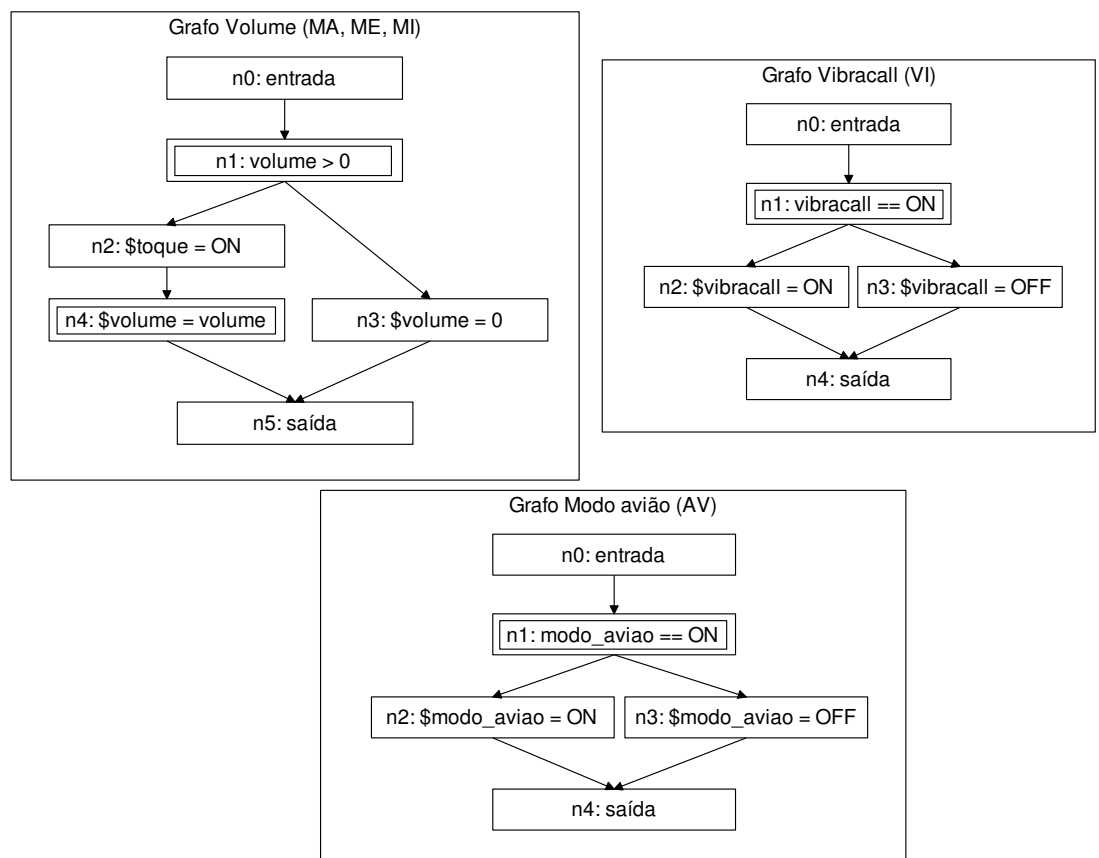 Grafo Volume (MA, ME, MI)
n0: entrada
n1: volume > 0
n2: $toque = ON
n4: $volume = volume
n3: $volume = 0
n5: saída
Grafo Vibracall (VI)
n0: entrada
n1: vibracall == ON
n2: $vibracall = ON
n3: $vibracall = OFF
n4: saída
Grafo Modo avião (AV)
n0: entrada
n1: modo_aviao == ON
n2: $modo_aviao = ON
n3: $modo_aviao = OFF
n4: saída